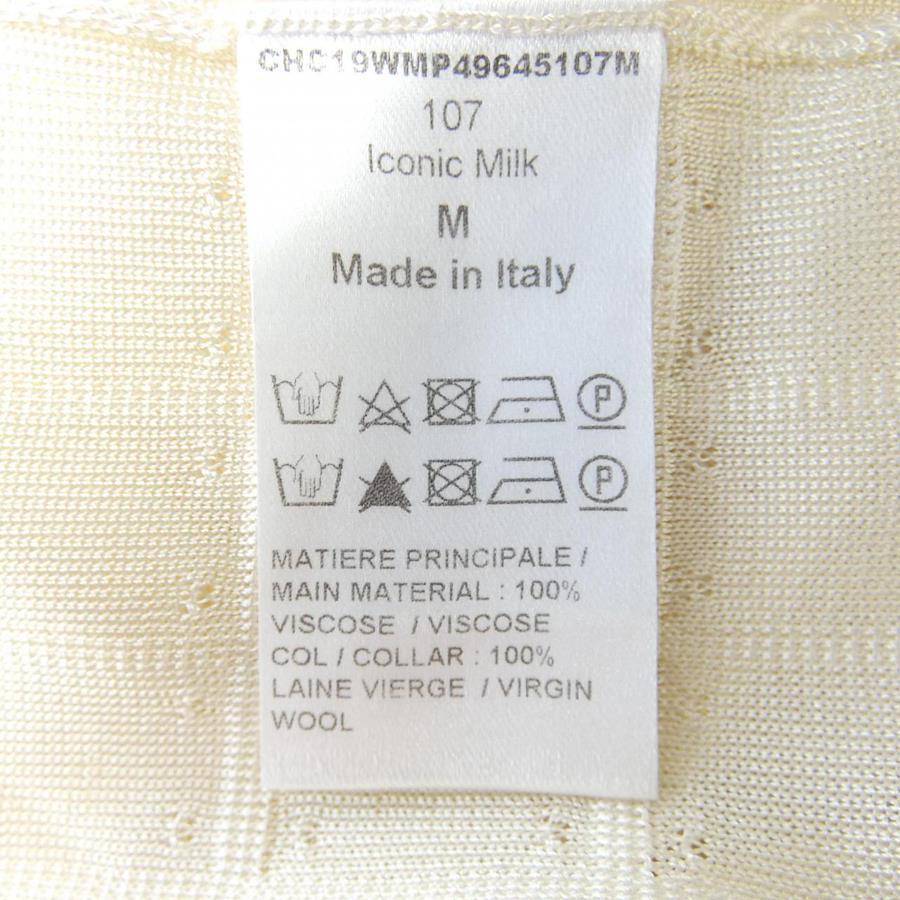 CHC19WMP49645107M
107
Iconic Milk
M
Made in Italy
P
P
MATIERE PRINCIPALE /
MAIN MATERIAL : 100%
VISCOSE / VISCOSE
COL / COLLAR : 100%
LAINE VIERGE / VIRGIN
WOOL